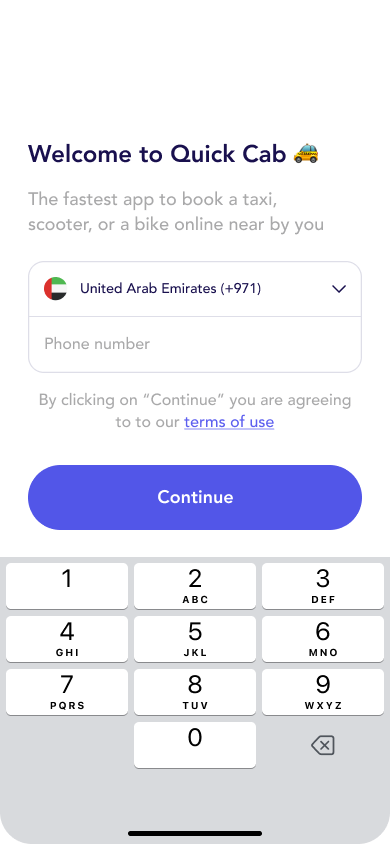 Welcome to Quick Cab 🚕
The fastest app to book a taxi,
scooter, or a bike online near by you
United Arab Emirates (+971)
Phone number
By clicking on “Continue” you are agreeing
to to our terms of use
Continue
1 2 3
ABC DEF
4 5 6
GHI JKL MNO
7 8 9
PQRS TUV WXYZ
0